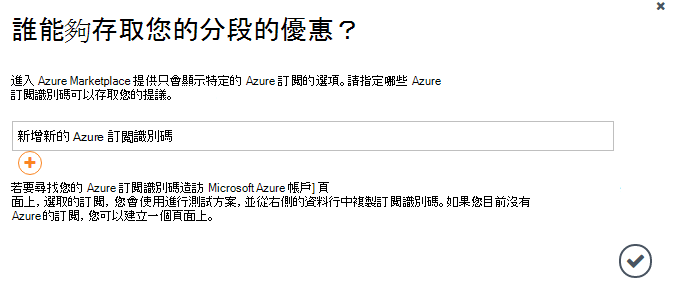 誰能夠存取您的分段的優惠？
進入 Azure Marketplace 提供只會顯示特定的 Azure 訂閱的選項。請指定哪些 Azure
訂閱識別碼可以存取您的提議。
新增新的 Azure 訂閱識別碼
若要尋找您的 Azure 訂閱識別碼造訪 Microsoft Azure 帳戶] 頁
面上，選取的訂閱，您會使用進行測試方案，並從右側的資料行中複製訂閱識別碼。如果您目前沒有
Azure的訂閱，您可以建立一個頁面上。